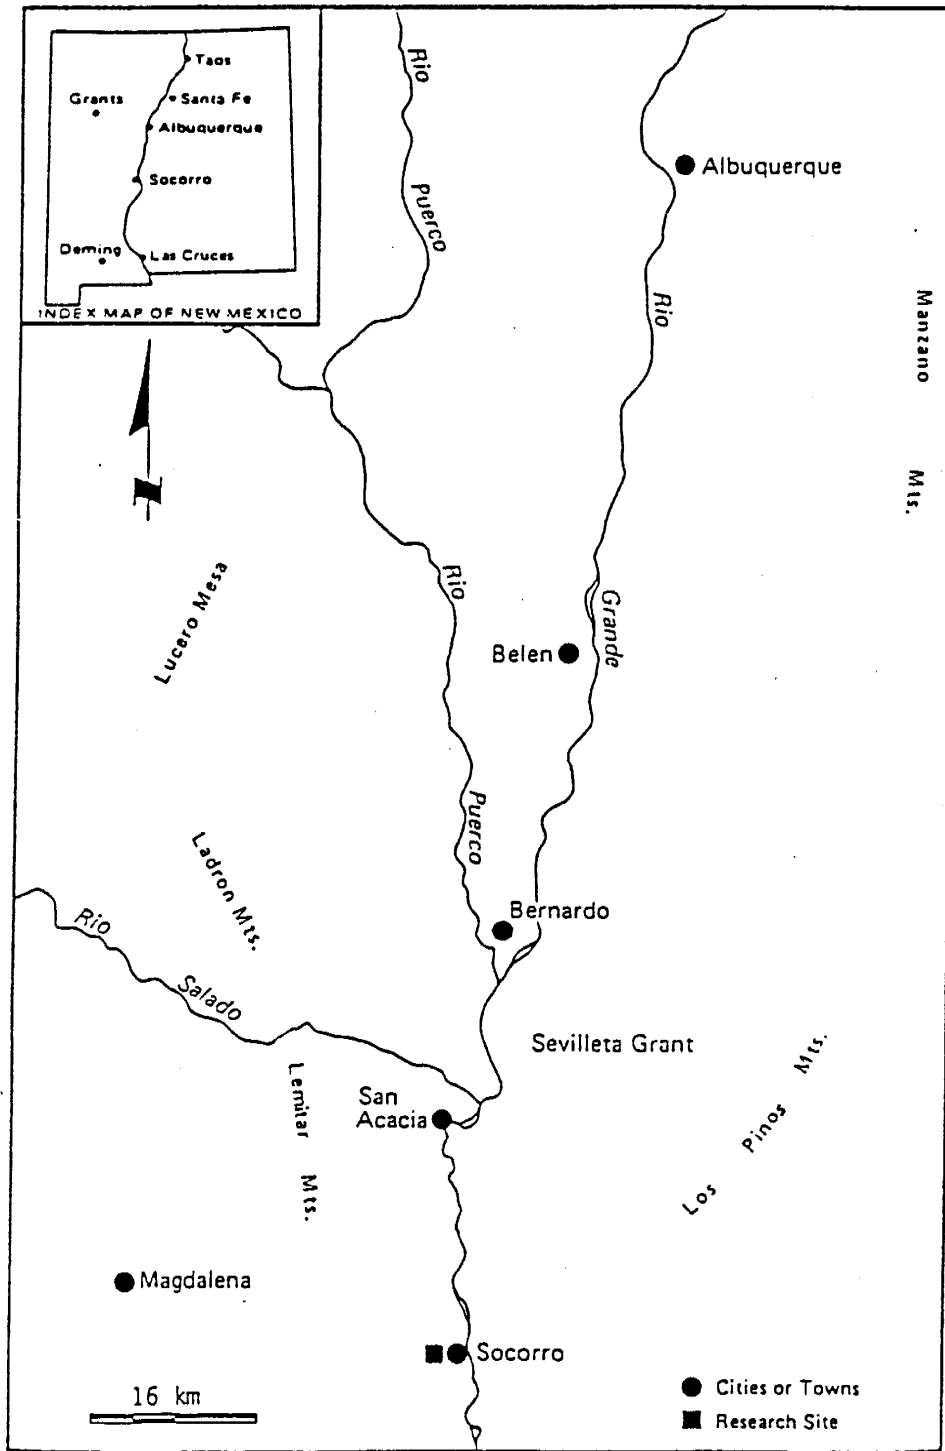 Taos
Grants
Santa Fe
Albuquerque
Socorro
Deming
Las Cruces
INDEX MAP OF NEW MEXICO
Rio
Puerco
Albuquerque
Rio
Grande
Manzano
Mts.
N
Lucero Mesa
Rio
Puerco
Belen
Ladron Mts.
Bernardo
Rio
Salado
Sevilleta Grant
Los Pinos Mts.
San
Acacia
Lemitar
Mts.
Magdalena
Socorro
16 km
Cities or Towns
Research Site